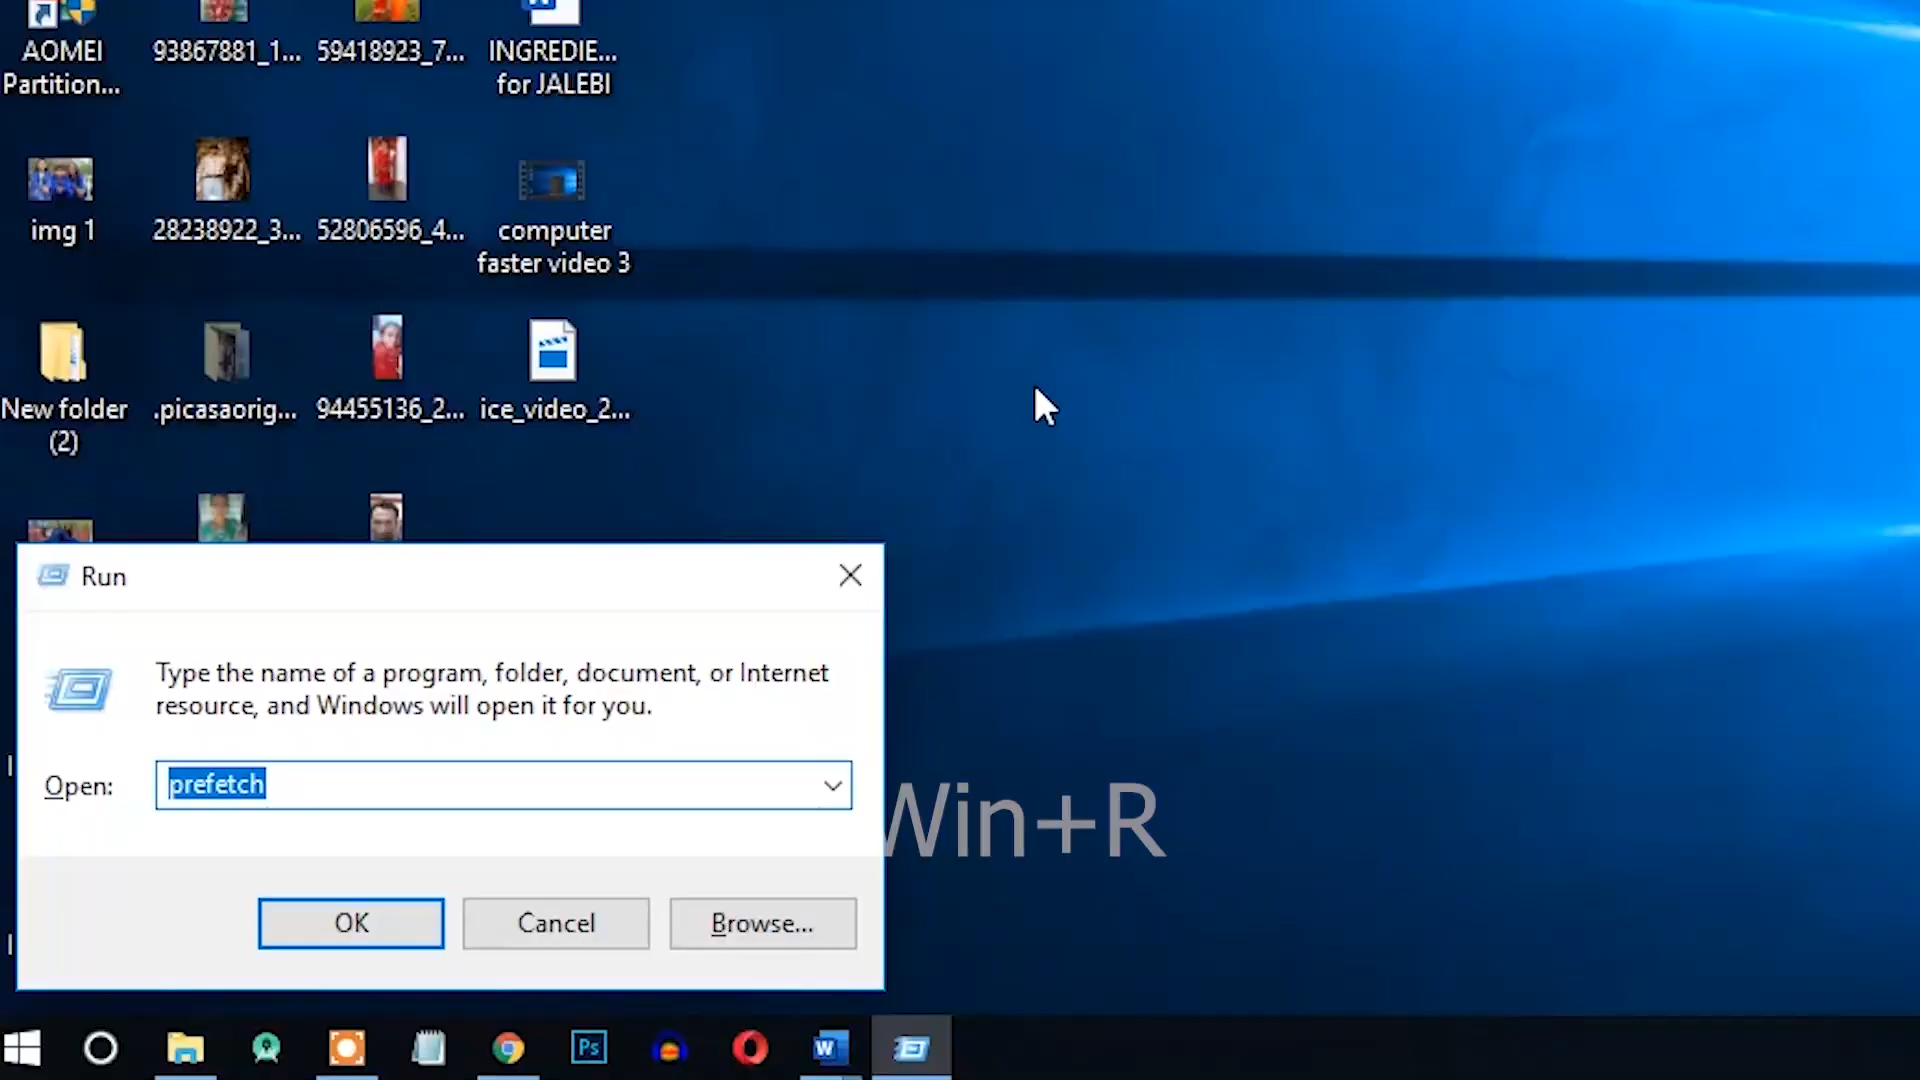 AOMEI
Partition...
93867881_1...
59418923_7...
INGREDIE...
for JALEBI
img 1
28238922_3...
52806596_4...
computer
faster video 3
New folder
(2)
.picasaorig...
94455136_2...
ice_video_2...
Run
Type the name of a program, folder, document, or Internet
resource, and Windows will open it for you.
Open:
prefetch
Win+R
OK
Cancel
Browse...
Ps
W